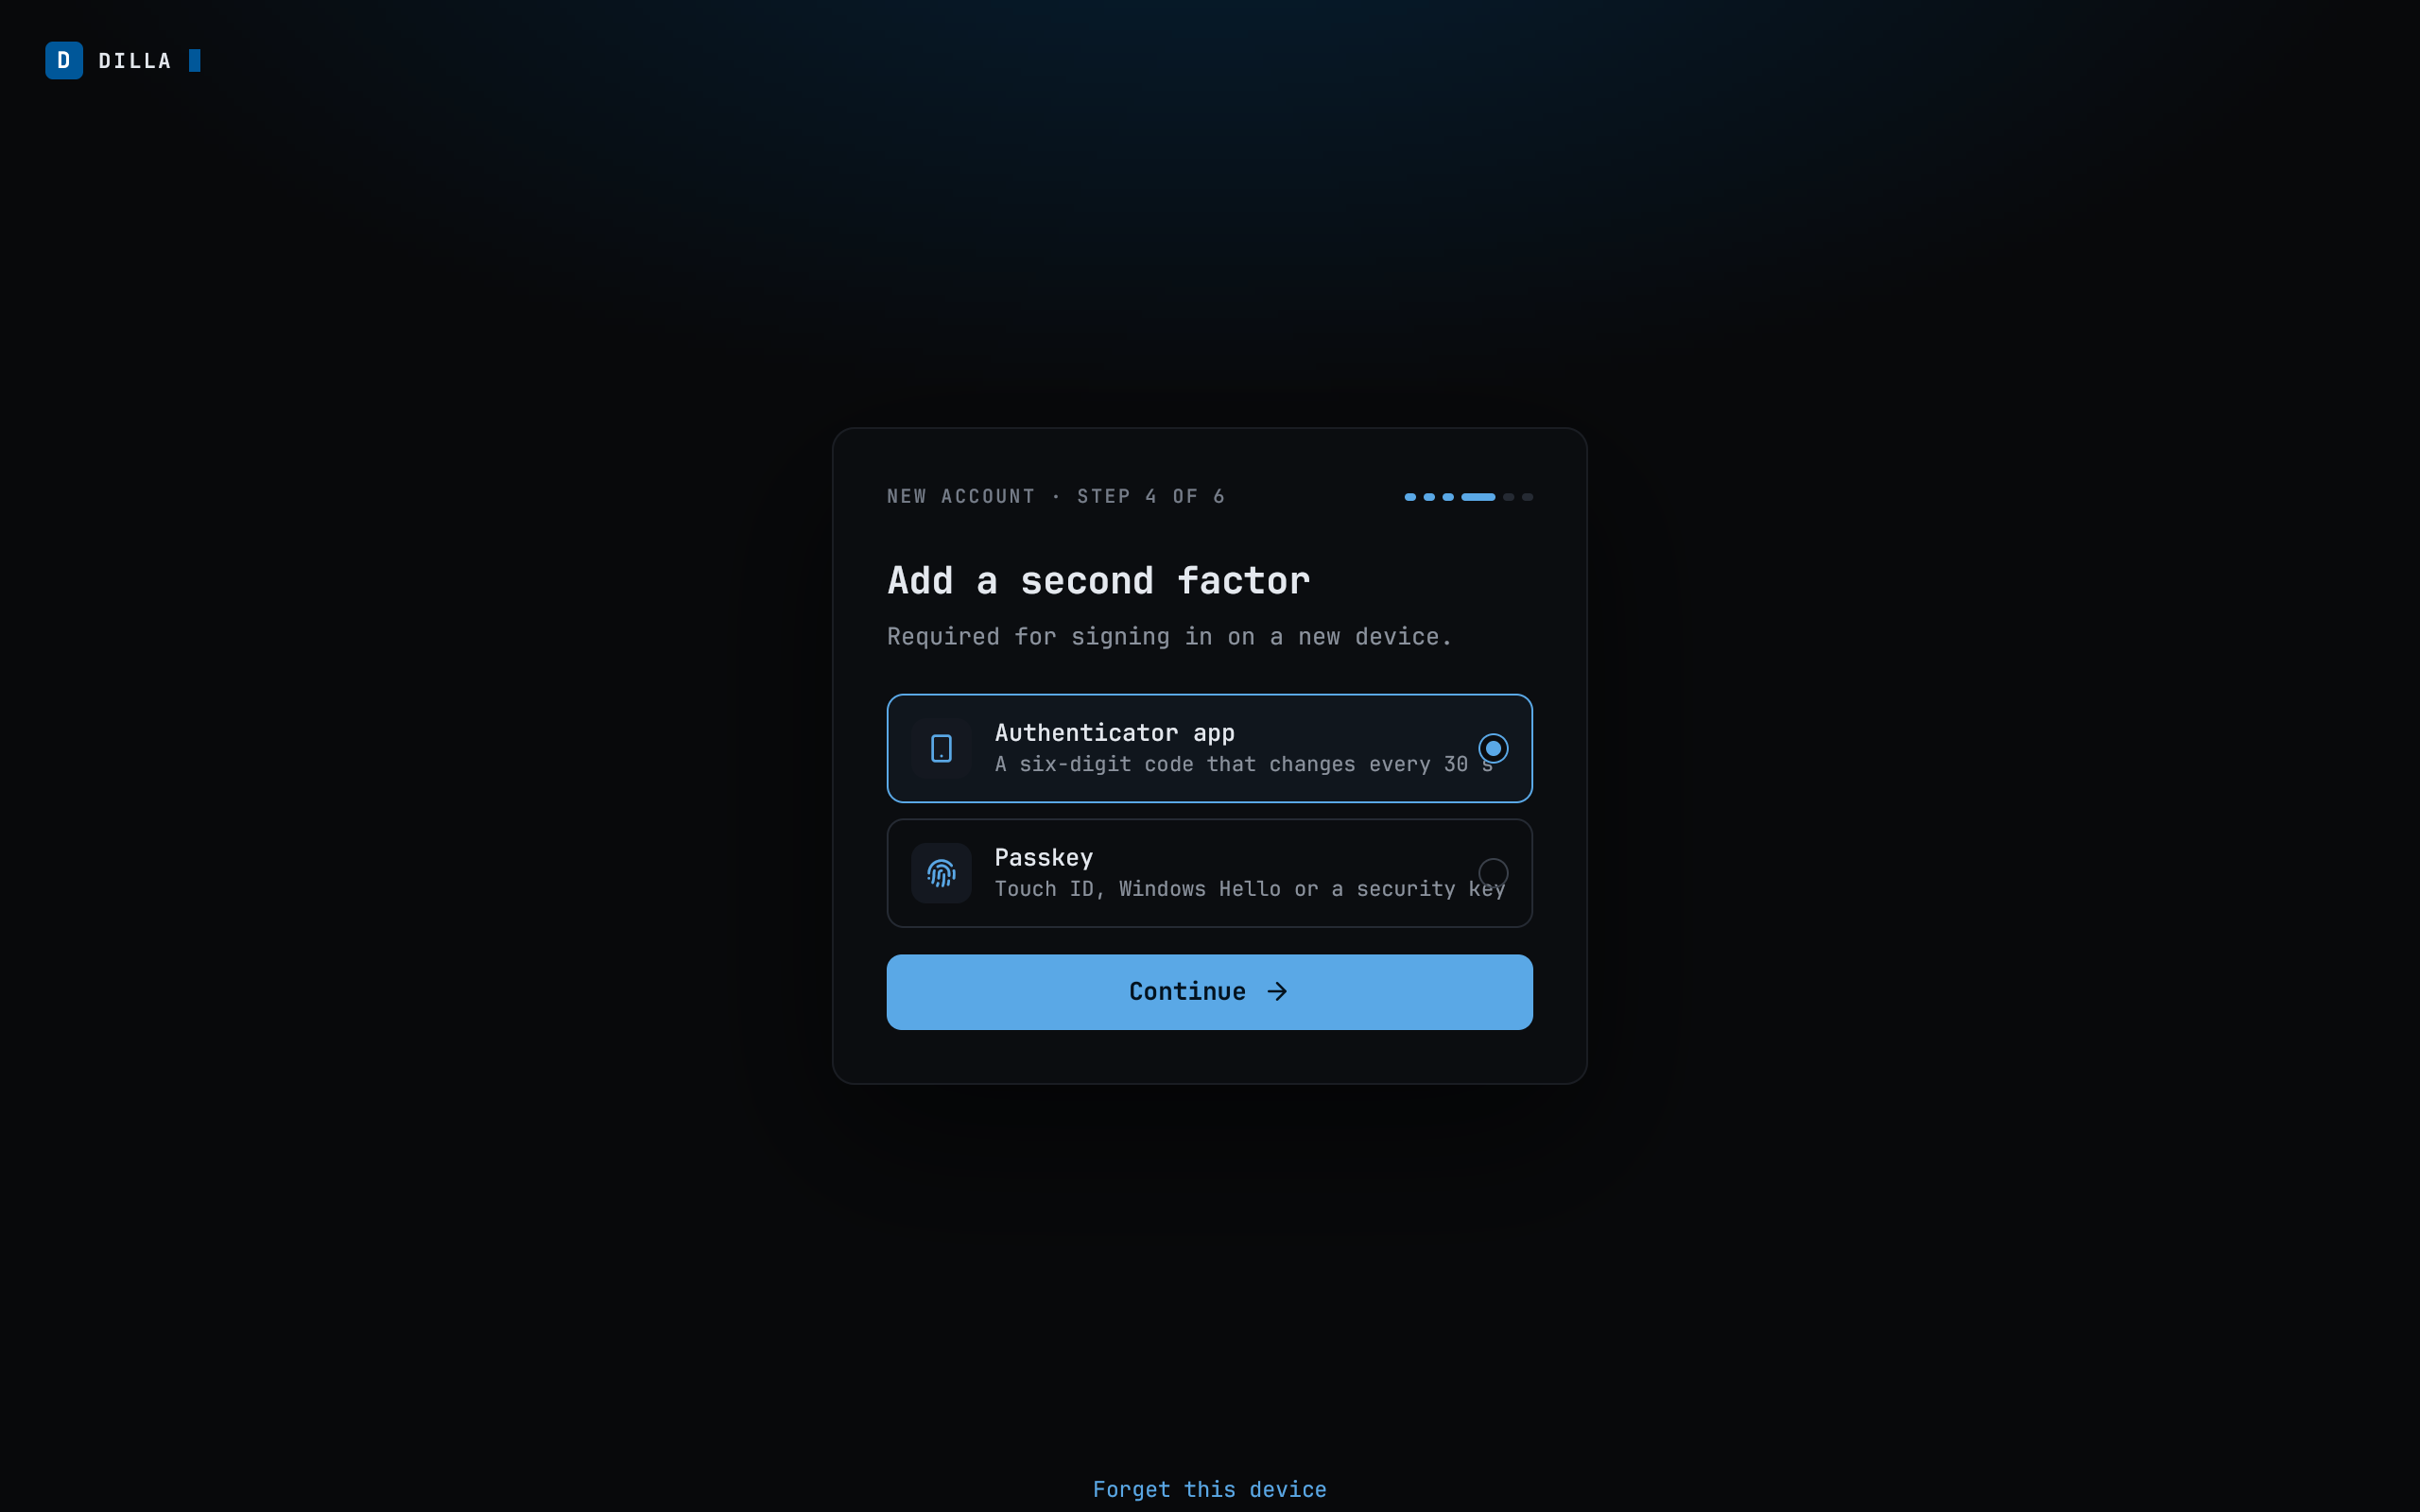 D DILLA
NEW ACCOUNT · STEP 4 OF 6
Add a second factor
Required for signing in on a new device.
Authenticator app
A six-digit code that changes every 30 s
Passkey
Touch ID, Windows Hello or a security key
Continue →
Forget this device